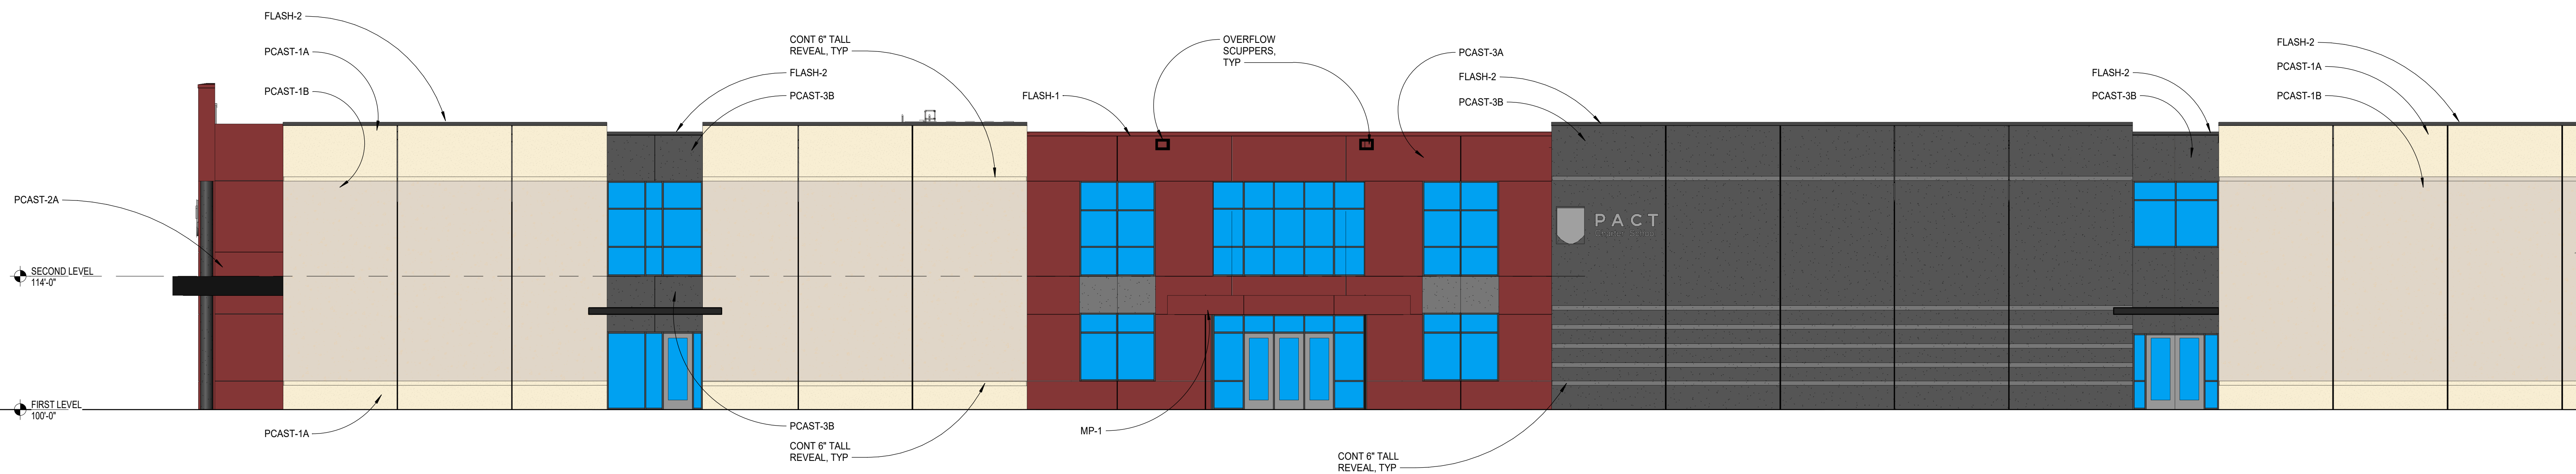 FLASH-2
PCAST-1A
PCAST-1B
PCAST-2A
SECOND LEVEL
114'-0"
FIRST LEVEL
100'-0"
PCAST-1A
CONT 6" TALL
REVEAL, TYP
FLASH-2
PCAST-3B
PCAST-3B
CONT 6" TALL
REVEAL, TYP
FLASH-1
OVERFLOW
SCUPPERS,
TYP
MP-1
PCAST-3A
FLASH-2
PCAST-3B
PACT
CONT 6" TALL
REVEAL, TYP
FLASH-2
PCAST-3B
FLASH-2
PCAST-1A
PCAST-1B